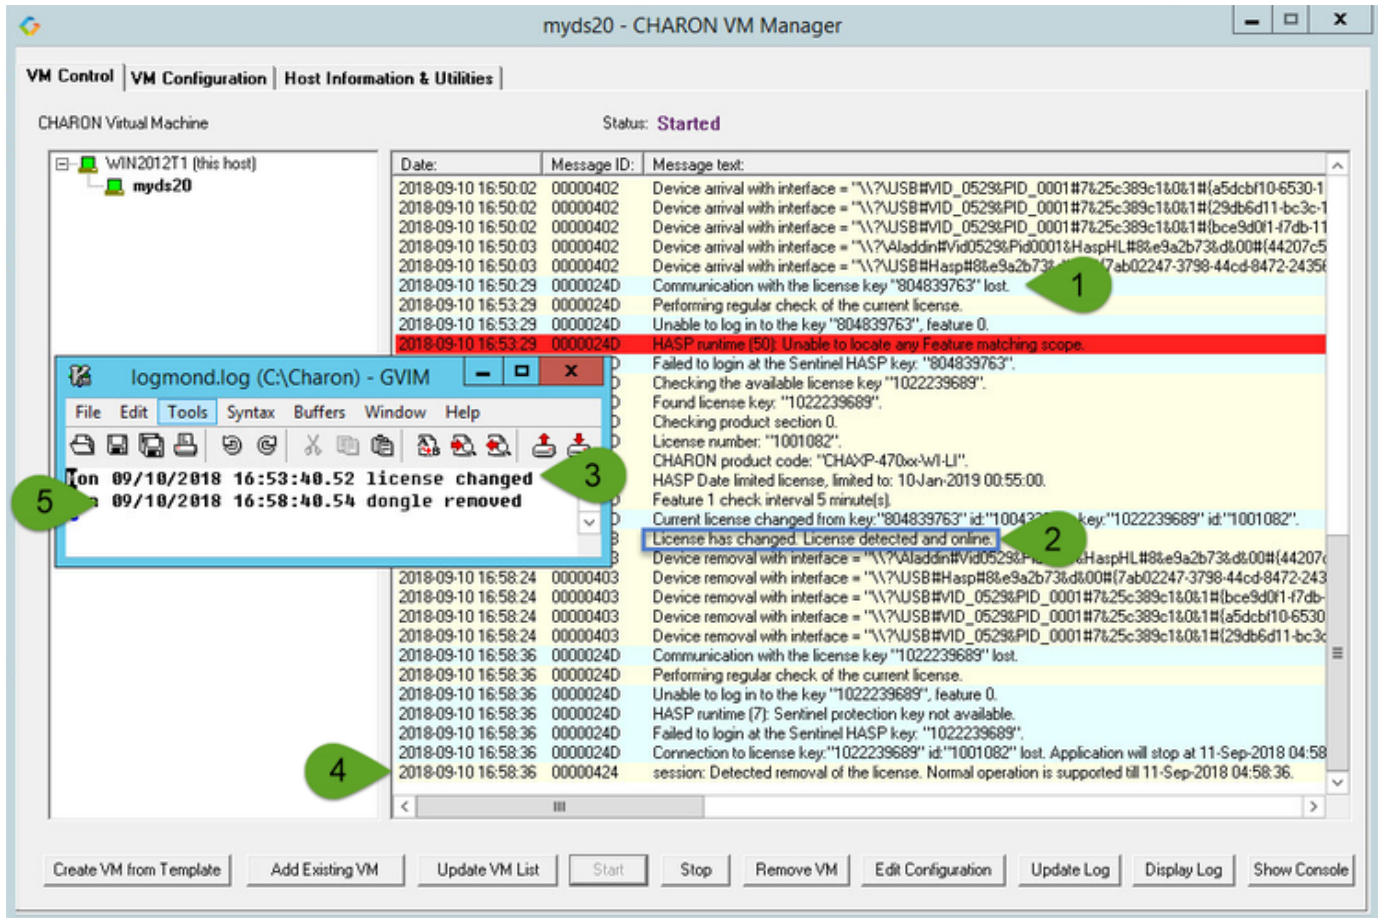 myds20 - CHARON VM Manager
VM Control
VM Configuration
Host Information & Utilities
CHARON Virtual Machine
Status: Started
WIN2012T1 (this host)
myds20
Date: Message ID: Message text:
2018-09-10 16:50:02 00000402 Device arrival with interface = "\\?\USB#VID_0529&PID_0001#7&25c389c1&0&1#{a5dcbf10-6530-1
2018-09-10 16:50:02 00000402 Device arrival with interface = "\\?\USB#VID_0529&PID_0001#7&25c389c1&0&1#{29db6d11-bc3c-1
2018-09-10 16:50:02 00000402 Device arrival with interface = "\\?\USB#VID_0529&PID_0001#7&25c389c1&0&1#{bce9d0f1-f7db-11
2018-09-10 16:50:03 00000402 Device arrival with interface = "\\?\Aladdin#Vid0529&Pid0001&HaspHL#8&e9a2b73&d&00#{44207c5
2018-09-10 16:50:03 00000402 Device arrival with interface = "\\?\USB#Hasp#8&e9a2b73&d 7ab02247-3798-44cd-8472-24356
2018-09-10 16:50:29 0000024D Communication with the license key "804839763" lost.
1
2018-09-10 16:53:29 0000024D Performing regular check of the current license.
2018-09-10 16:53:29 0000024D Unable to log in to the key "804839763", feature 0.
2018-09-10 16:53:29 0000024D HASP runtime (50): Unable to locate any Feature matching scope.
D Failed to login at the Sentinel HASP key: "804839763".
D Checking the available license key "1022239689".
D Found license key: "1022239689".
D Checking product section 0.
D License number: "1001082".
D CHARON product code: "CHAXP-470xx-WI-LI".
D HASP Date limited license, limited to: 10-Jan-2019 00:55:00.
D Feature 1 check interval 5 minute(s).
D Current license changed from key:"804839763" id:"10043 key:"1022239689" id:"1001082".
License has changed. License detected and online.
2
Device removal with interface = "\\?\Aladdin#Vid0529& &HaspHL#8&e9a2b73&d&00#{44207c
2018-09-10 16:58:24 00000403 Device removal with interface = "\\?\USB#Hasp#8&e9a2b73&d&00#{7ab02247-3798-44cd-8472-243
2018-09-10 16:58:24 00000403 Device removal with interface = "\\?\USB#VID_0529&PID_0001#7&25c389c1&0&1#{bce9d0f1-f7db-
2018-09-10 16:58:24 00000403 Device removal with interface = "\\?\USB#VID_0529&PID_0001#7&25c389c1&0&1#{a5dcbf10-6530
2018-09-10 16:58:24 00000403 Device removal with interface = "\\?\USB#VID_0529&PID_0001#7&25c389c1&0&1#{29db6d11-bc3c
2018-09-10 16:58:36 0000024D Communication with the license key "1022239689" lost.
2018-09-10 16:58:36 0000024D Performing regular check of the current license.
2018-09-10 16:58:36 0000024D Unable to log in to the key "1022239689", feature 0.
2018-09-10 16:58:36 0000024D HASP runtime (7): Sentinel protection key not available.
2018-09-10 16:58:36 0000024D Failed to login at the Sentinel HASP key: "1022239689".
2018-09-10 16:58:36 0000024D Connection to license key:"1022239689" id:"1001082" lost. Application will stop at 11-Sep-2018 04:58
2018-09-10 16:58:36 00000424 session: Detected removal of the license. Normal operation is supported till 11-Sep-2018 04:58:36.
4
logmond.log (C:\Charon) - GVIM
File Edit Tools Syntax Buffers Window Help
on 09/10/2018 16:53:40.52 license changed
3
09/10/2018 16:58:40.54 dongle removed
5
Create VM from Template
Add Existing VM
Update VM List
Start
Stop
Remove VM
Edit Configuration
Update Log
Display Log
Show Console